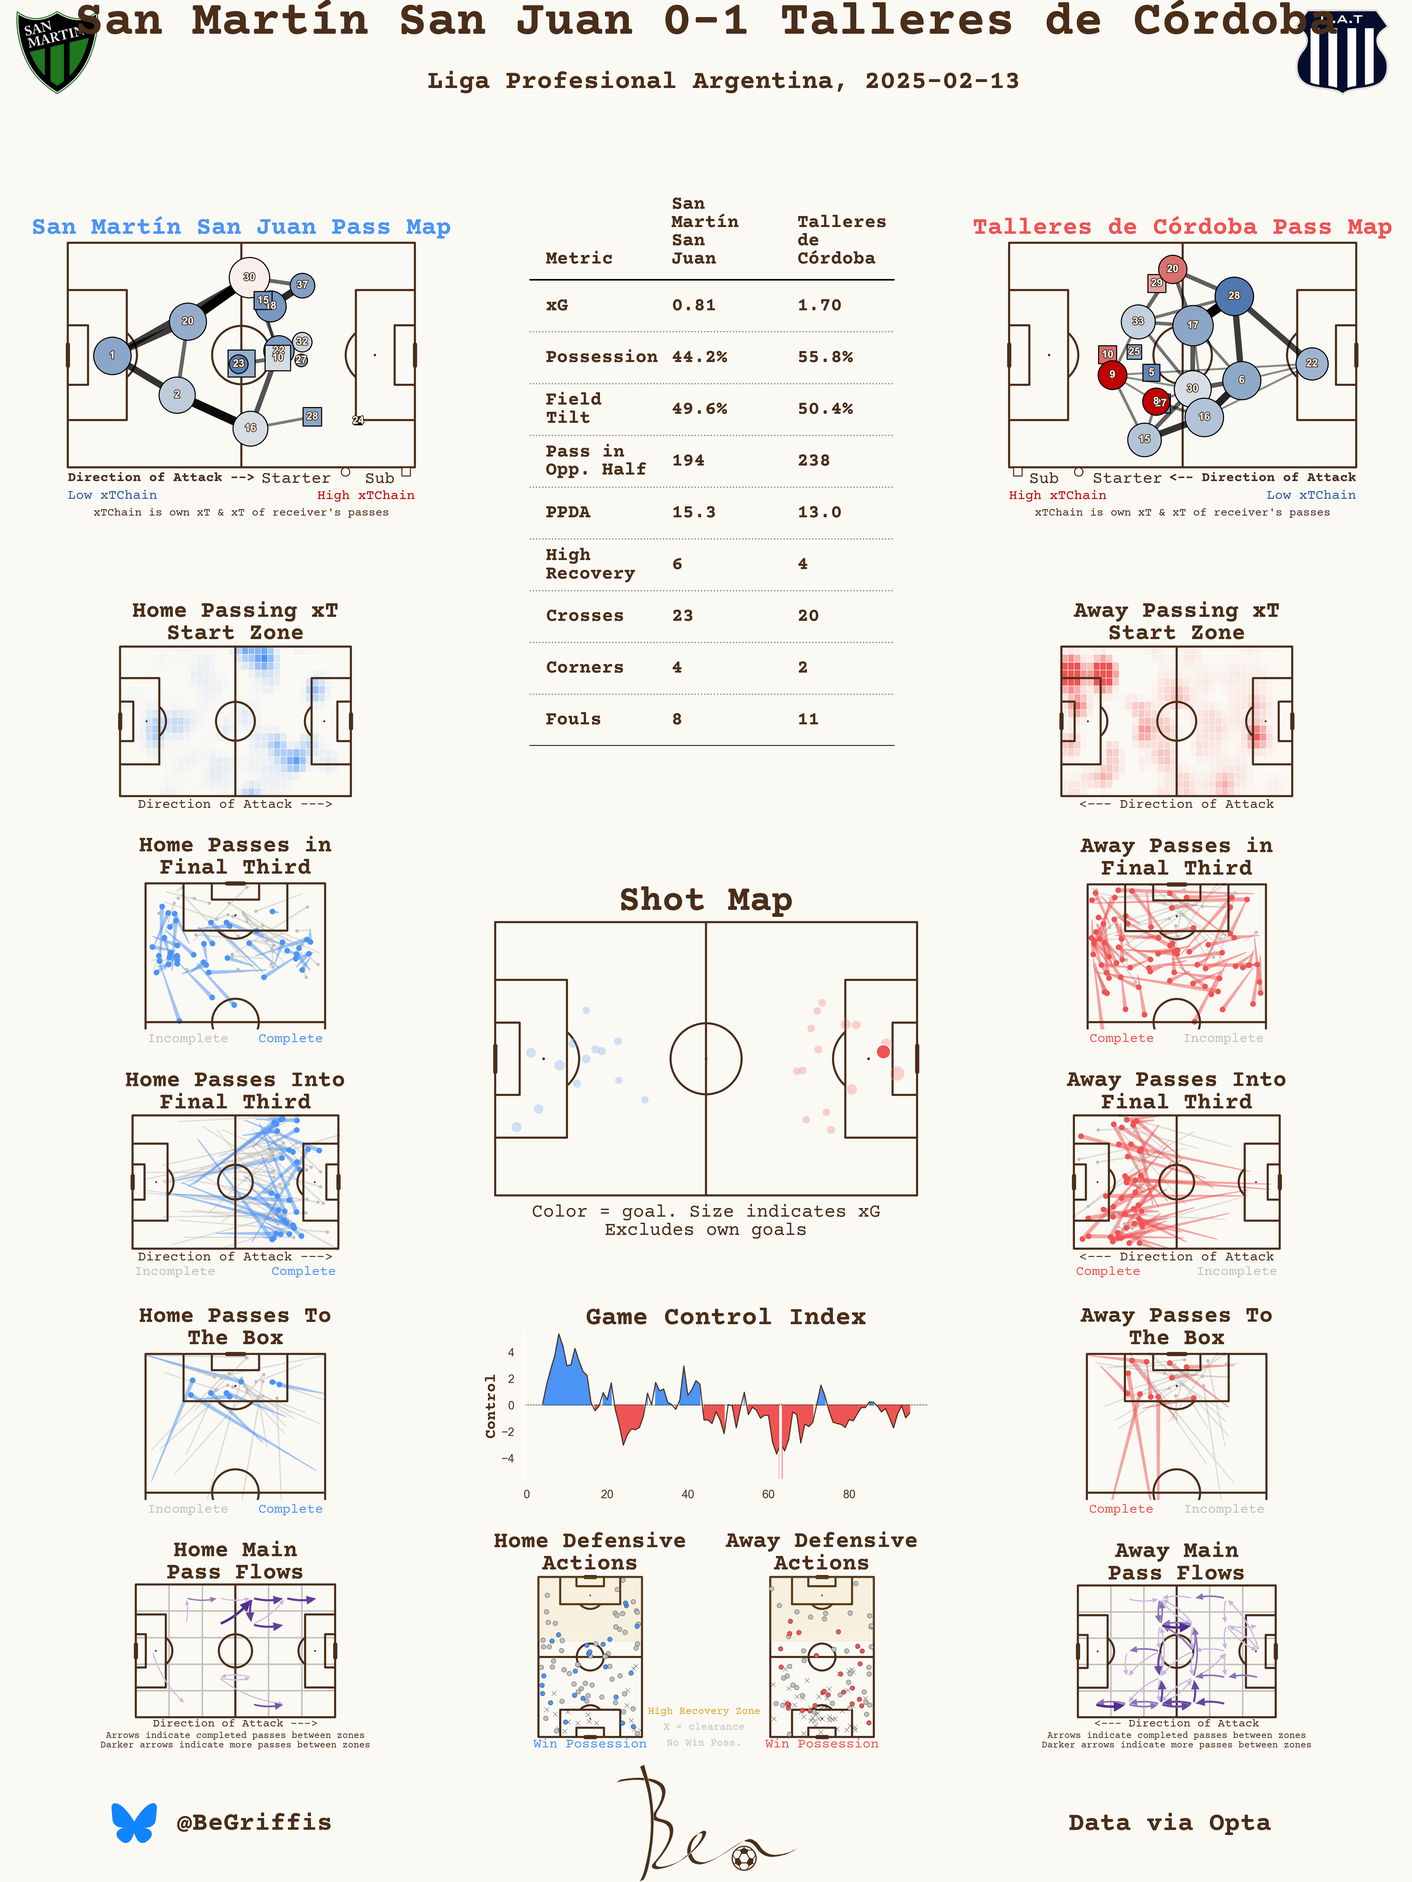 San Martín San Juan 0-1 Talleres de Córdoba
SAN
MARTIN
.A.T
Liga Profesional Argentina, 2025-02-13
San Martín San Juan Pass Map
30
37
15
18
20
1
32
22
10
27
23
2
16
28
24
Direction of Attack --> Starter Sub
Low xTChain High xTChain
xTChain is own xT & xT of receiver's passes
Metric San Martín San Juan Talleres de Córdoba
xG 0.81 1.70
Possession 44.2% 55.8%
Field Tilt 49.6% 50.4%
Pass in Opp. Half 194 238
PPDA 15.3 13.0
High Recovery 6 4
Crosses 23 20
Corners 4 2
Fouls 8 11
Talleres de Córdoba Pass Map
20
29
28
33
17
10
25
22
9
5
6
30
8
27
16
15
Sub Starter <-- Direction of Attack
High xTChain Low xTChain
xTChain is own xT & xT of receiver's passes
Home Passing xT
Start Zone
Direction of Attack --->
Away Passing xT
Start Zone
<--- Direction of Attack
Home Passes in
Final Third
Incomplete Complete
Away Passes in
Final Third
Complete Incomplete
Shot Map
Color = goal. Size indicates xG
Excludes own goals
Home Passes Into
Final Third
Direction of Attack --->
Incomplete Complete
Away Passes Into
Final Third
<--- Direction of Attack
Complete Incomplete
Home Passes To
The Box
Incomplete Complete
Game Control Index
Control
4
2
0
−2
−4
0 20 40 60 80
Away Passes To
The Box
Complete Incomplete
Home Main
Pass Flows
Direction of Attack --->
Arrows indicate completed passes between zones
Darker arrows indicate more passes between zones
Home Defensive
Actions
Win Possession
High Recovery Zone
X = clearance
No Win Poss.
Away Defensive
Actions
Win Possession
Away Main
Pass Flows
<--- Direction of Attack
Arrows indicate completed passes between zones
Darker arrows indicate more passes between zones
@BeGriffis
Ben
Data via Opta